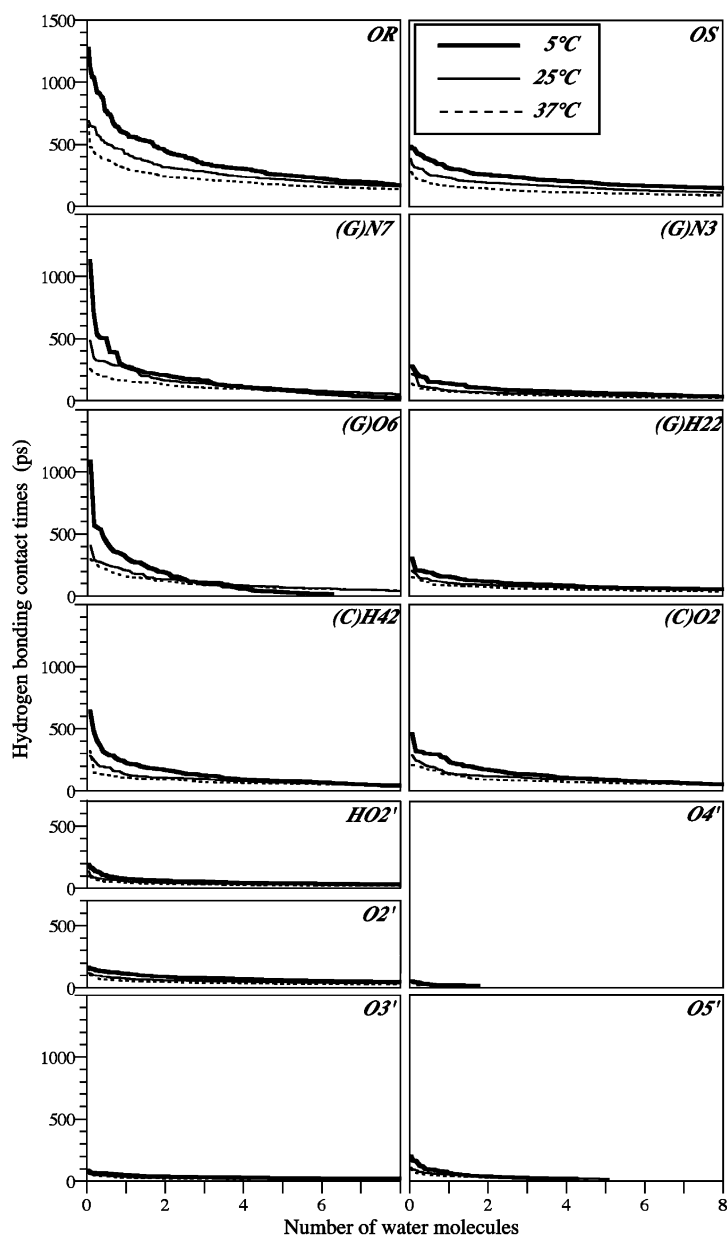 1500
1000
500
0
OR
OS
5°C
25°C
37°C
1000
500
0
(G)N7
(G)N3
1000
500
0
(G)O6
(G)H22
1000
500
0
(C)H42
(C)O2
500
0
HO2'
O4'
500
0
O2'
1000
500
0
O3'
O5'
0 2 4 6 0 2 4 6 8
Hydrogen bonding contact times (ps)
Number of water molecules